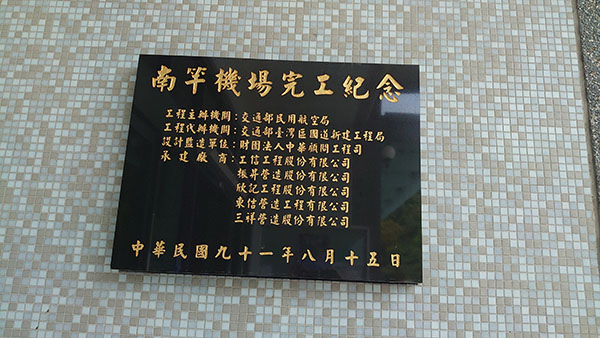 南竿機場完工紀念
工程主辦機關：交通部民用航空局
工程代辦機關：交通部臺灣區國道新建工程局
設計監造單位：財團法人中華顧問工程司
承建廠商：工信工程股份有限公司
振昇營造股份有限公司
欣記工程股份有限公司
東信營造工程有限公司
三祥營造股份有限公司
中華民國九十一年八月十五日